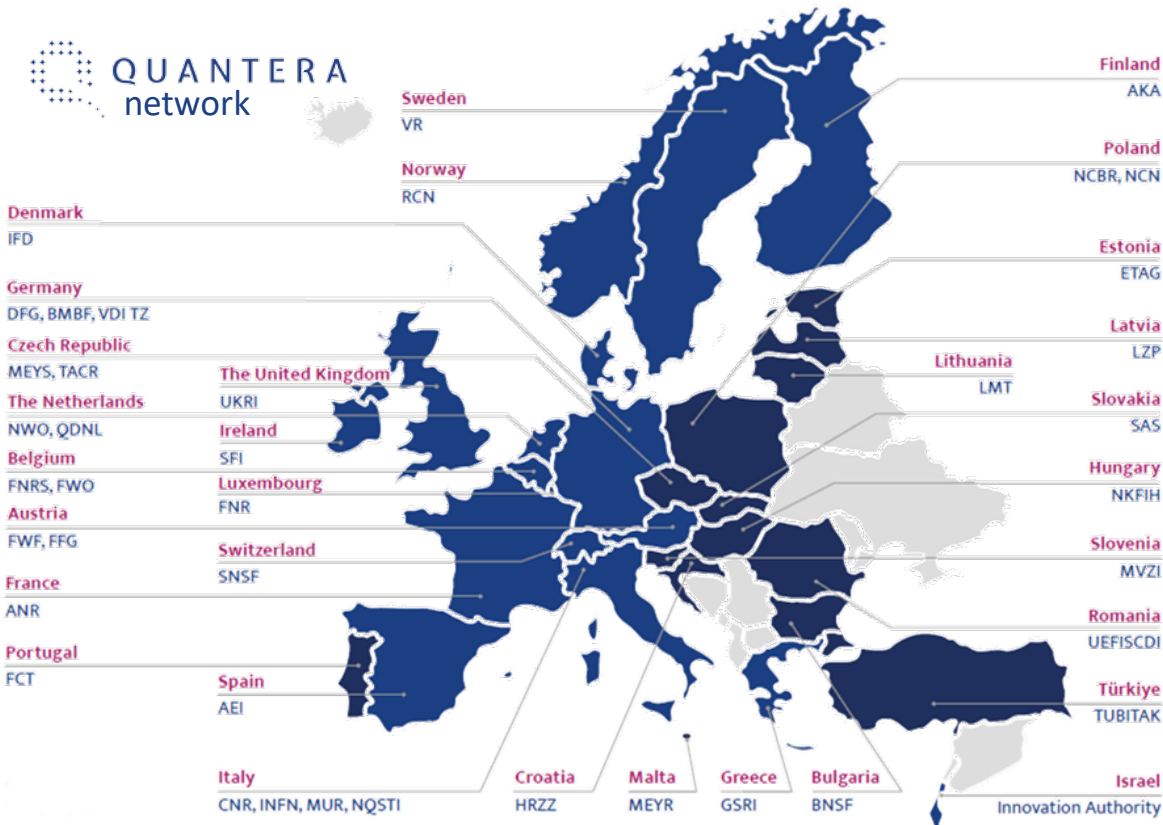 QUANTERA
network
Sweden
VR
Norway
RCN
Denmark
IFD
Germany
DFG, BMBF, VDI TZ
Czech Republic
MEYS, TACR
The United Kingdom
UKRI
The Netherlands
NWO, QDNL
Ireland
SFI
Belgium
FNRS, FWO
Luxembourg
FNR
Austria
FWF, FFG
Switzerland
SNSF
France
ANR
Portugal
FCT
Spain
AEI
Italy
CNR, INFN, MUR, NQSTI
Croatia
HRZZ
Malta
MEYR
Greece
GSRI
Bulgaria
BNSF
Finland
AKA
Poland
NCBR, NCN
Estonia
ETAG
Latvia
LZP
Lithuania
LMT
Slovakia
SAS
Hungary
NKFIH
Slovenia
MVZI
Romania
UEFISCDI
Türkiye
TUBITAK
Israel
Innovation Authority